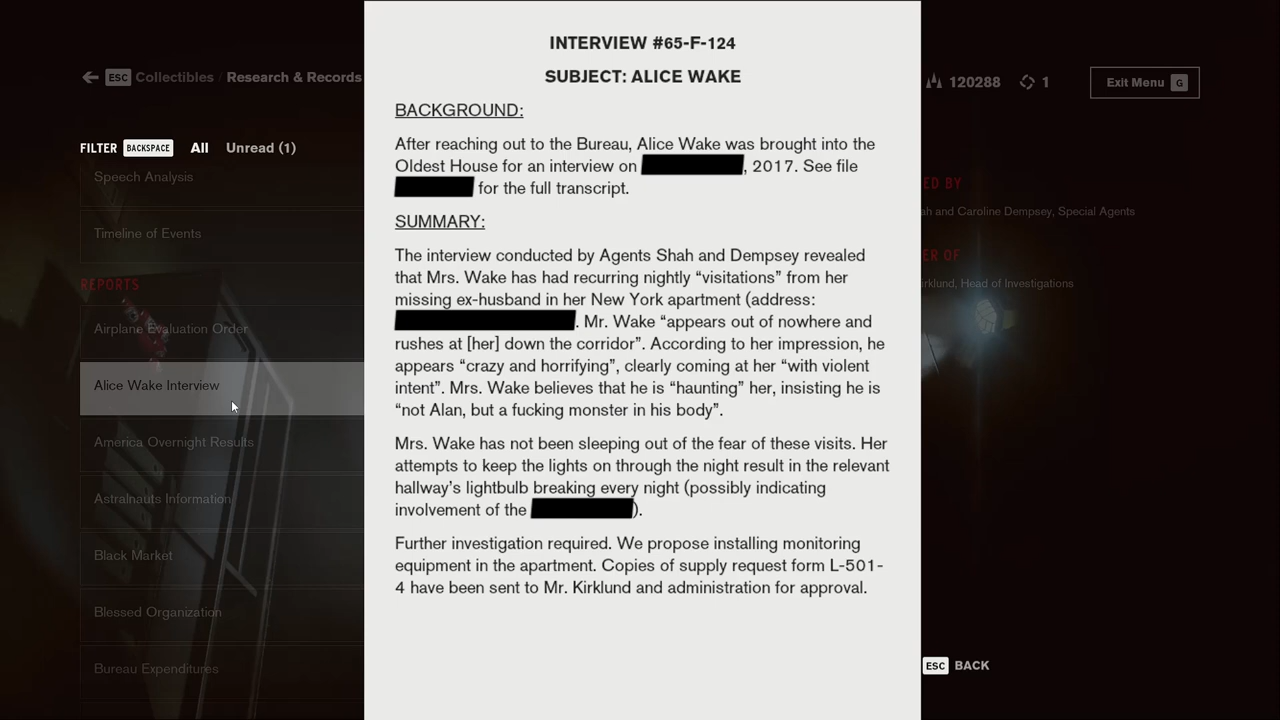 INTERVIEW #65-F-124
SUBJECT: ALICE WAKE
ESC Collectibles / Research & Records
120288 1 Exit Menu G
BACKGROUND:
After reaching out to the Bureau, Alice Wake was brought into the
Oldest House for an interview on , 2017. See file
for the full transcript.
FILTER BACKSPACE All Unread (1)
Speech Analysis
Timeline of Events
REPORTS
Airplane Evaluation Order
Alice Wake Interview
America Overnight Results
Astralnauts Information
Black Market
Blessed Organization
Bureau Expenditures
SUMMARY:
The interview conducted by Agents Shah and Dempsey revealed
that Mrs. Wake has had recurring nightly “visitations” from her
missing ex-husband in her New York apartment (address:
. Mr. Wake “appears out of nowhere and
rushes at [her] down the corridor”. According to her impression, he
appears “crazy and horrifying”, clearly coming at her “with violent
intent”. Mrs. Wake believes that he is “haunting” her, insisting he is
“not Alan, but a fucking monster in his body”.
Mrs. Wake has not been sleeping out of the fear of these visits. Her
attempts to keep the lights on through the night result in the relevant
hallway’s lightbulb breaking every night (possibly indicating
involvement of the ).
Further investigation required. We propose installing monitoring
equipment in the apartment. Copies of supply request form L-501-
4 have been sent to Mr. Kirklund and administration for approval.
ED BY
ah and Caroline Dempsey, Special Agents
ER OF
irklund, Head of Investigations
ESC BACK